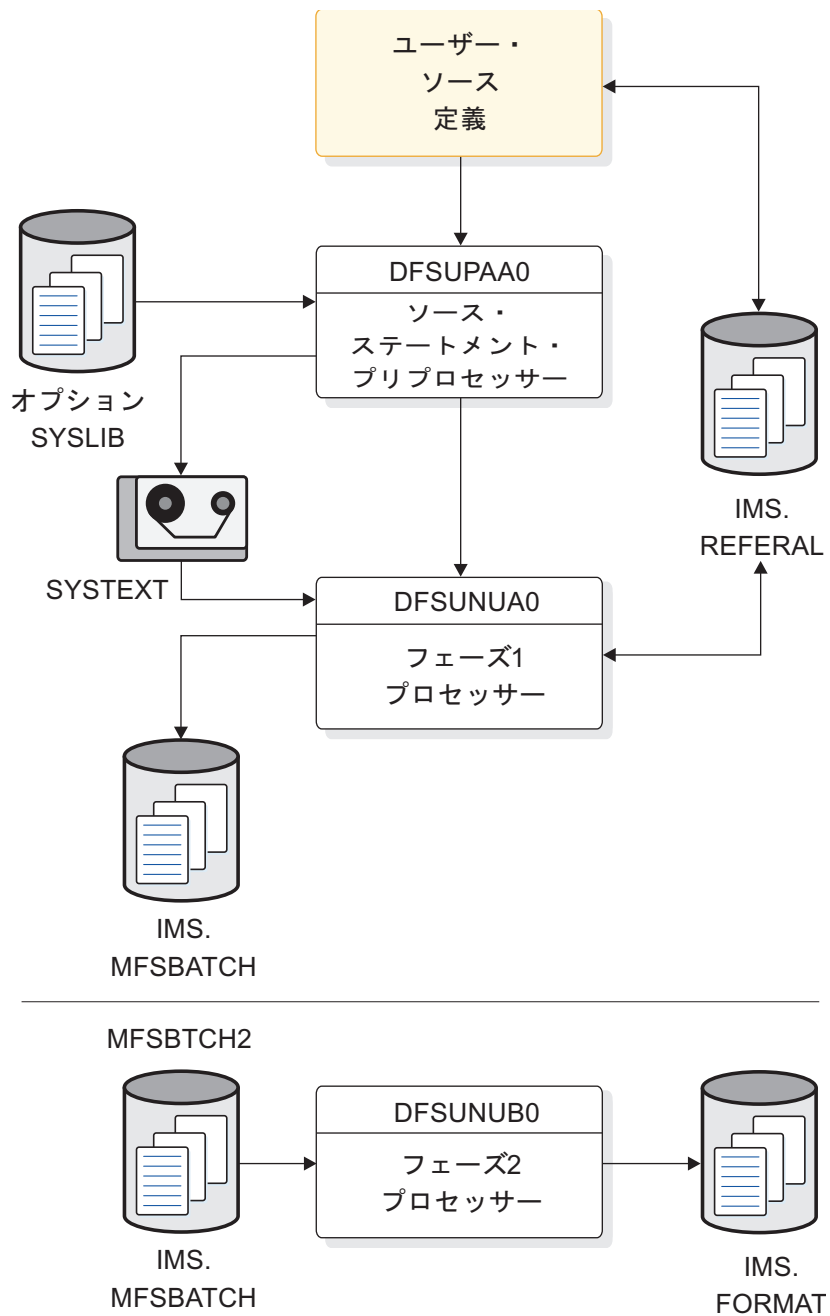 ユーザー・
ソース
定義
DFSUPAA0
ソース・
ステートメント・
プリプロセッサー
オプション
SYSLIB
IMS.
REFERAL
SYSTEXT
DFSUNUA0
フェーズ1
プロセッサー
IMS.
MFSBATCH
MFSBTCH2
DFSUNUB0
フェーズ2
プロセッサー
IMS.
MFSBATCH
IMS.
FORMAT